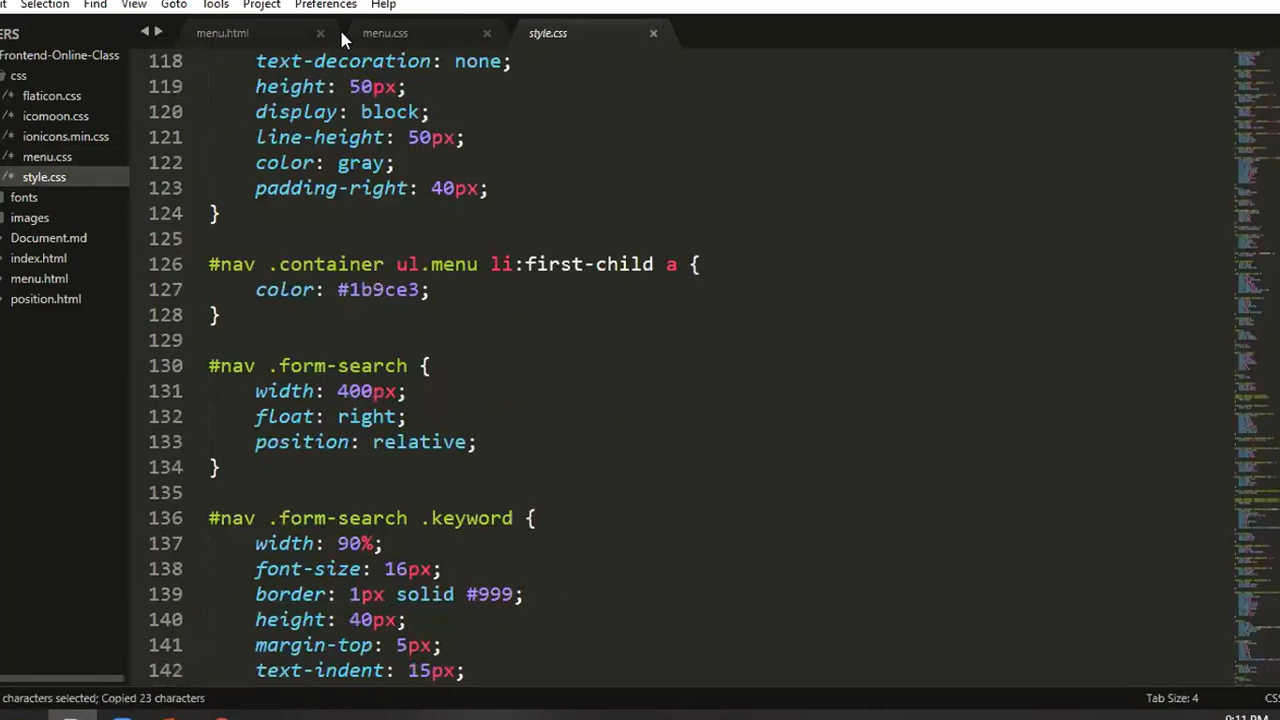 it Selection Find View Goto Tools Project Preferences Help
ERS
menu.html × menu.css × style.css ×
Frontend-Online-Class
css
/* flaticon.css
/* icomoon.css
/* ionicons.min.css
/* menu.css
/* style.css
fonts
images
Document.md
index.html
menu.html
position.html
118 text-decoration: none;
119 height: 50px;
120 display: block;
121 line-height: 50px;
122 color: gray;
123 padding-right: 40px;
124 }
125
126 #nav .container ul.menu li:first-child a {
127 color: #1b9ce3;
128 }
129
130 #nav .form-search {
131 width: 400px;
132 float: right;
133 position: relative;
134 }
135
136 #nav .form-search .keyword {
137 width: 90%;
138 font-size: 16px;
139 border: 1px solid #999;
140 height: 40px;
141 margin-top: 5px;
142 text-indent: 15px;
characters selected; Copied 23 characters
Tab Size: 4 CS
9:11 PM